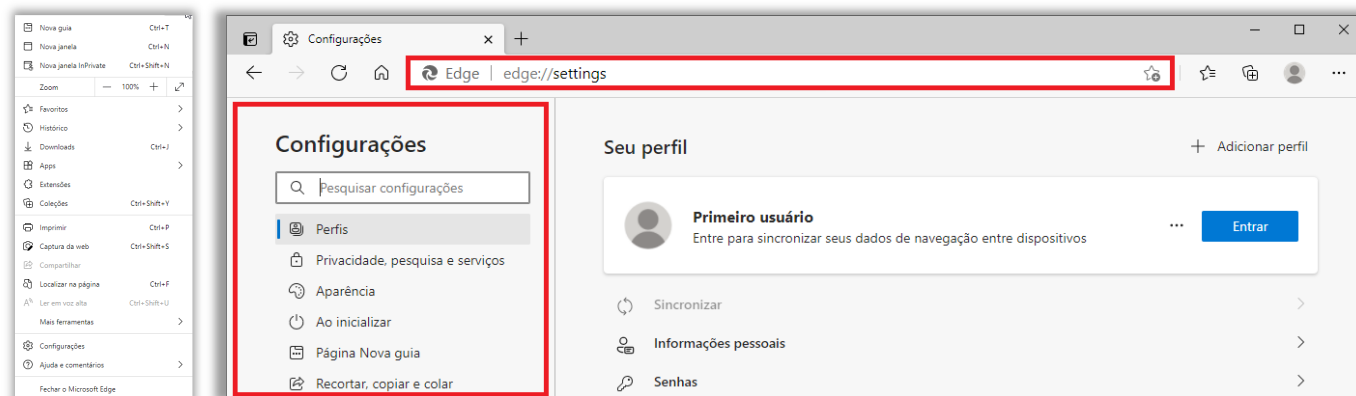 Nova guia Ctrl+T
Nova janela Ctrl+N
Nova janela InPrivate Ctrl+Shift+N
Zoom — 100% +
Favoritos
Histórico
Downloads Ctrl+J
Apps
Extensões
Coleções Ctrl+Shift+Y
Imprimir Ctrl+P
Captura da web Ctrl+Shift+S
Compartilhar
Localizar na página Ctrl+F
Ler em voz alta Ctrl+Shift+U
Mais ferramentas
Configurações
Ajuda e comentários
Fechar o Microsoft Edge
Configurações
Edge | edge://settings
Configurações
Pesquisar configurações
Perfis
Privacidade, pesquisa e serviços
Aparência
Ao inicializar
Página Nova guia
Recortar, copiar e colar
Seu perfil
Adicionar perfil
Primeiro usuário
Entre para sincronizar seus dados de navegação entre dispositivos
Entrar
Sincronizar
Informações pessoais
Senhas